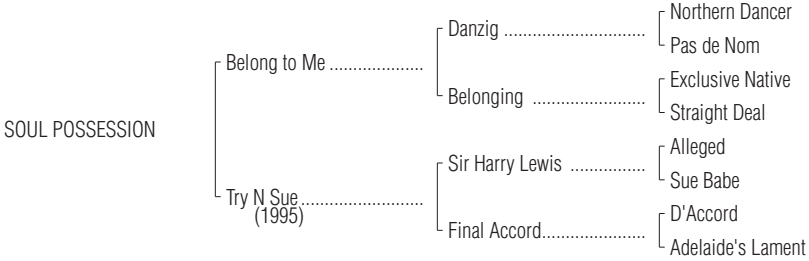 Northern Dancer
Danzig ..............................
Pas de Nom
Belong to Me ....................
Exclusive Native
Belonging ........................
Straight Deal
SOUL POSSESSION
Alleged
Sir Harry Lewis ................
Sue Babe
Try N Sue..........................
(1995)
D'Accord
Final Accord......................
Adelaide's Lament